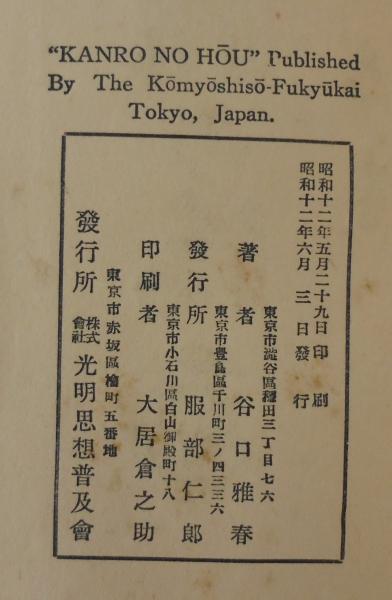 “KANRO NO HŌU” Published
By The Kōmyōshisō-Fukyūkai
Tokyo, Japan.
昭和十二年五月二十九日印刷
昭和十二年六月三日發行
東京市澁谷區穩田三丁目七六
著者 谷口雅春
東京市豊島區千川町三ノ四三三六
發行所 服部仁郎
東京市小石川區白山御殿町十八
印刷者 大居倉之助
東京市赤坂區檜町五番地
發行所 株式會社 光明思想普及會